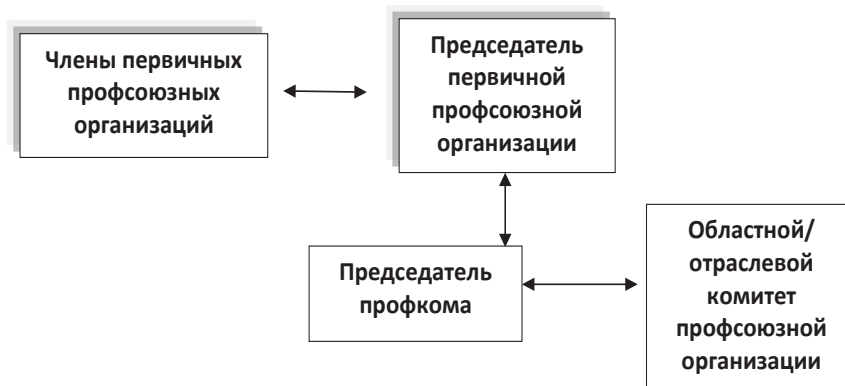 Члены первичных
профсоюзных
организаций
Председатель
первичной
профсоюзной
организации
Председатель
профкома
Областной/
отраслевой
комитет
профсоюзной
организации